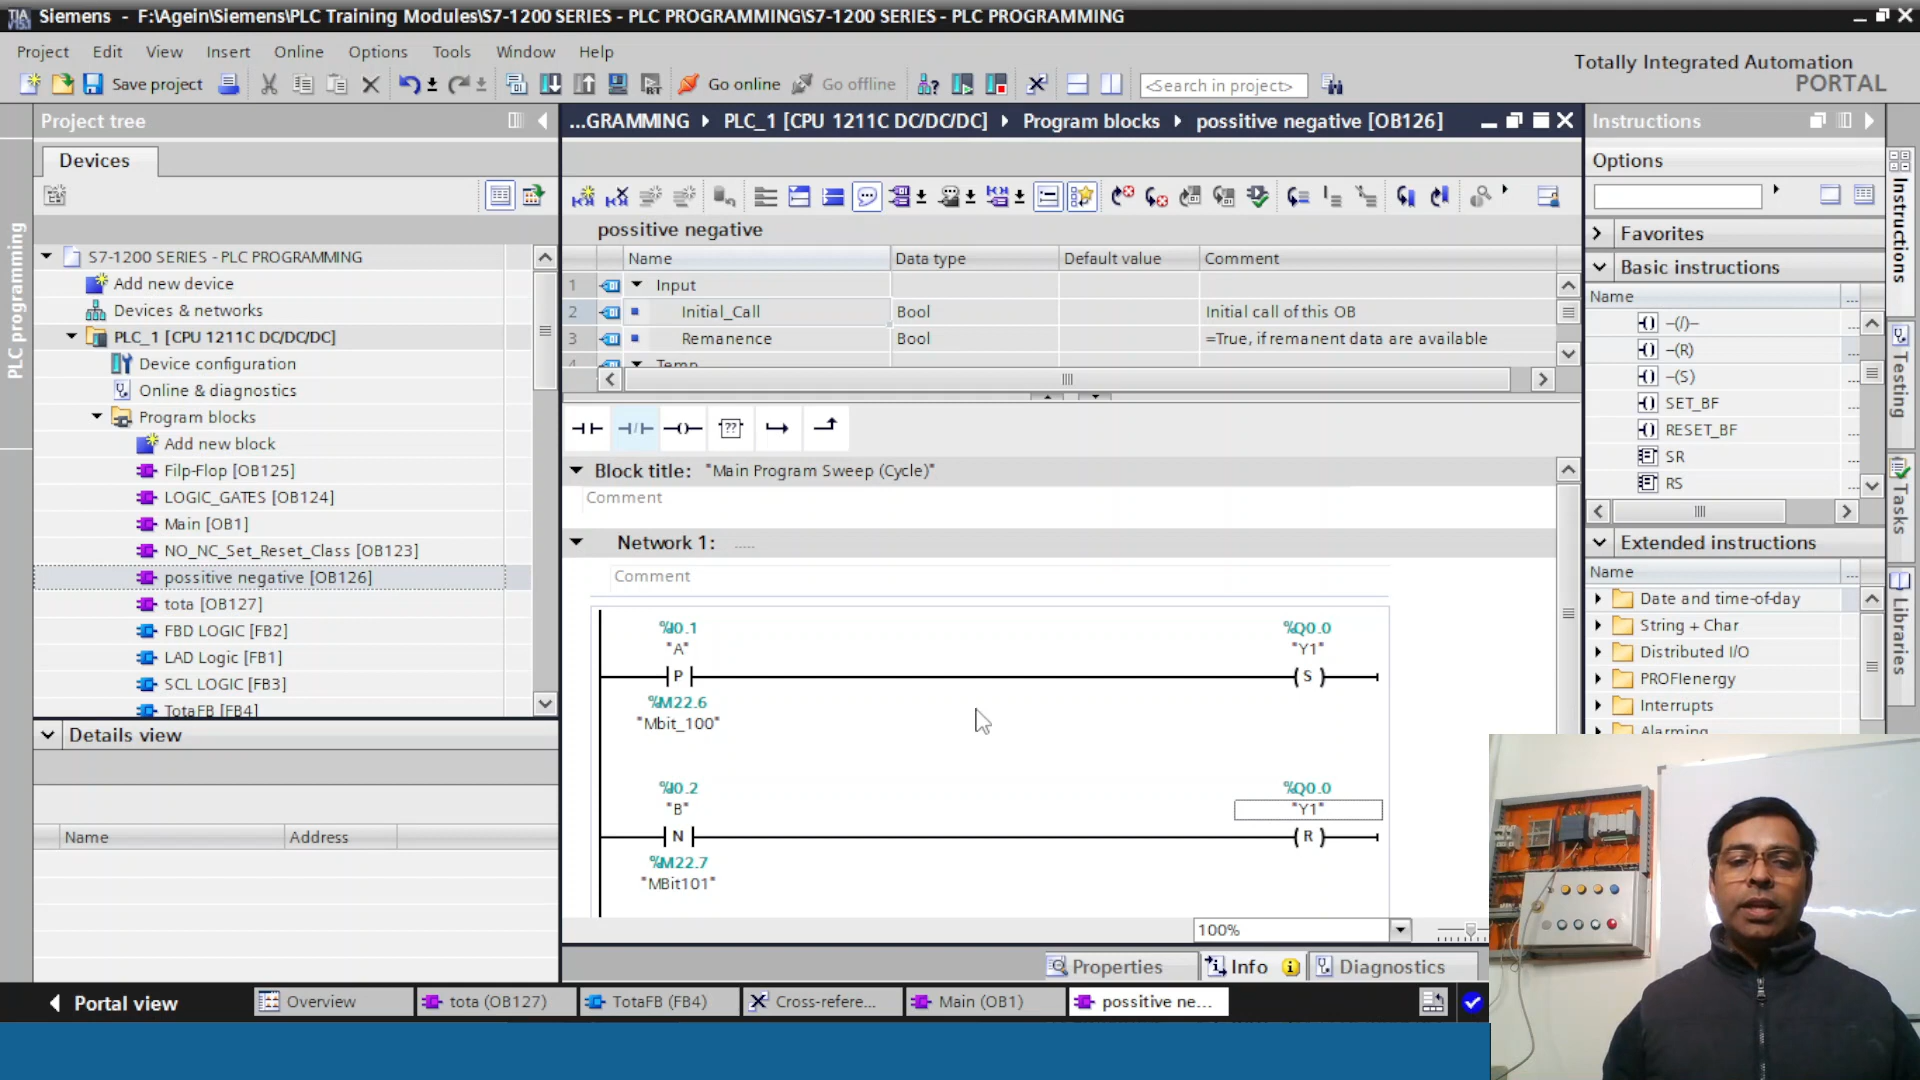 Siemens - F:\Agein\Siemens\PLC Training Modules\S7-1200 SERIES - PLC PROGRAMMING\S7-1200 SERIES - PLC PROGRAMMING
Project Edit View Insert Online Options Tools Window Help
Totally Integrated Automation
PORTAL
Save project Go online Go offline <Search in project>
Project tree
...GRAMMING PLC_1 [CPU 1211C DC/DC/DC] Program blocks possitive negative [OB126]
Instructions
Devices
Options
PLC programming
Instructions
Testing
Tasks
Libraries
S7-1200 SERIES - PLC PROGRAMMING
Add new device
Devices & networks
PLC_1 [CPU 1211C DC/DC/DC]
Device configuration
Online & diagnostics
Program blocks
Add new block
Filp-Flop [OB125]
LOGIC_GATES [OB124]
Main [OB1]
NO_NC_Set_Reset_Class [OB123]
possitive negative [OB126]
tota [OB127]
FBD LOGIC [FB2]
LAD Logic [FB1]
SCL LOGIC [FB3]
TotaFB [FB4]
Details view
Name Address
possitive negative
Name Data type Default value Comment
1 Input
2 Initial_Call Bool Initial call of this OB
3 Remanence Bool =True, if remanent data are available
4 Temp
??
Block title: "Main Program Sweep (Cycle)"
Comment
Network 1: .....
Comment
%I0.1 %Q0.0
"A" "Y1"
P S
%M22.6
"Mbit_100"
%I0.2 %Q0.0
"B" "Y1"
N R
%M22.7
"MBit101"
100%
Properties Info Diagnostics
Favorites
Basic instructions
Name ...
–(/)–
–(R)
–(S)
SET_BF
RESET_BF
SR
RS
Extended instructions
Name ...
Date and time-of-day
String + Char
Distributed I/O
PROFIenergy
Interrupts
Alarming
Portal view Overview tota (OB127) TotaFB (FB4) Cross-refere... Main (OB1) possitive ne...